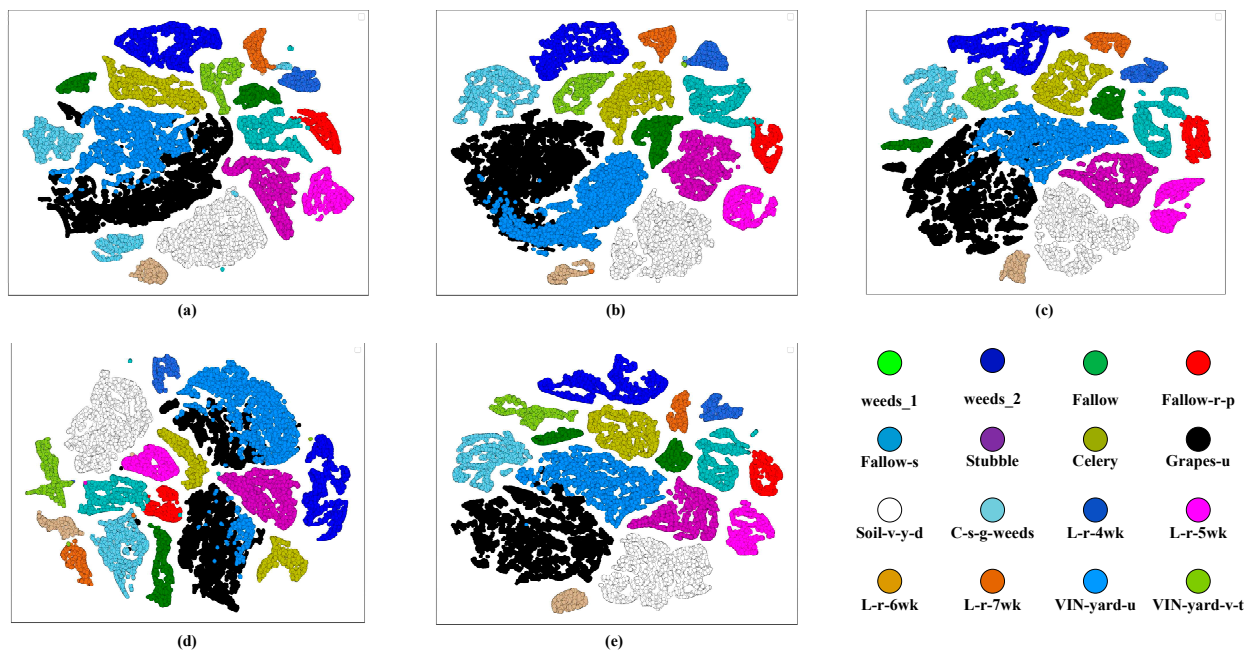 (a)
(b)
(c)
weeds_1
weeds_2
Fallow
Fallow-r-p
Fallow-s
Stubble
Celery
Grapes-u
Soil-v-y-d
C-s-g-weeds
L-r-4wk
L-r-5wk
L-r-6wk
L-r-7wk
VIN-yard-u
VIN-yard-v-t
(d)
(e)